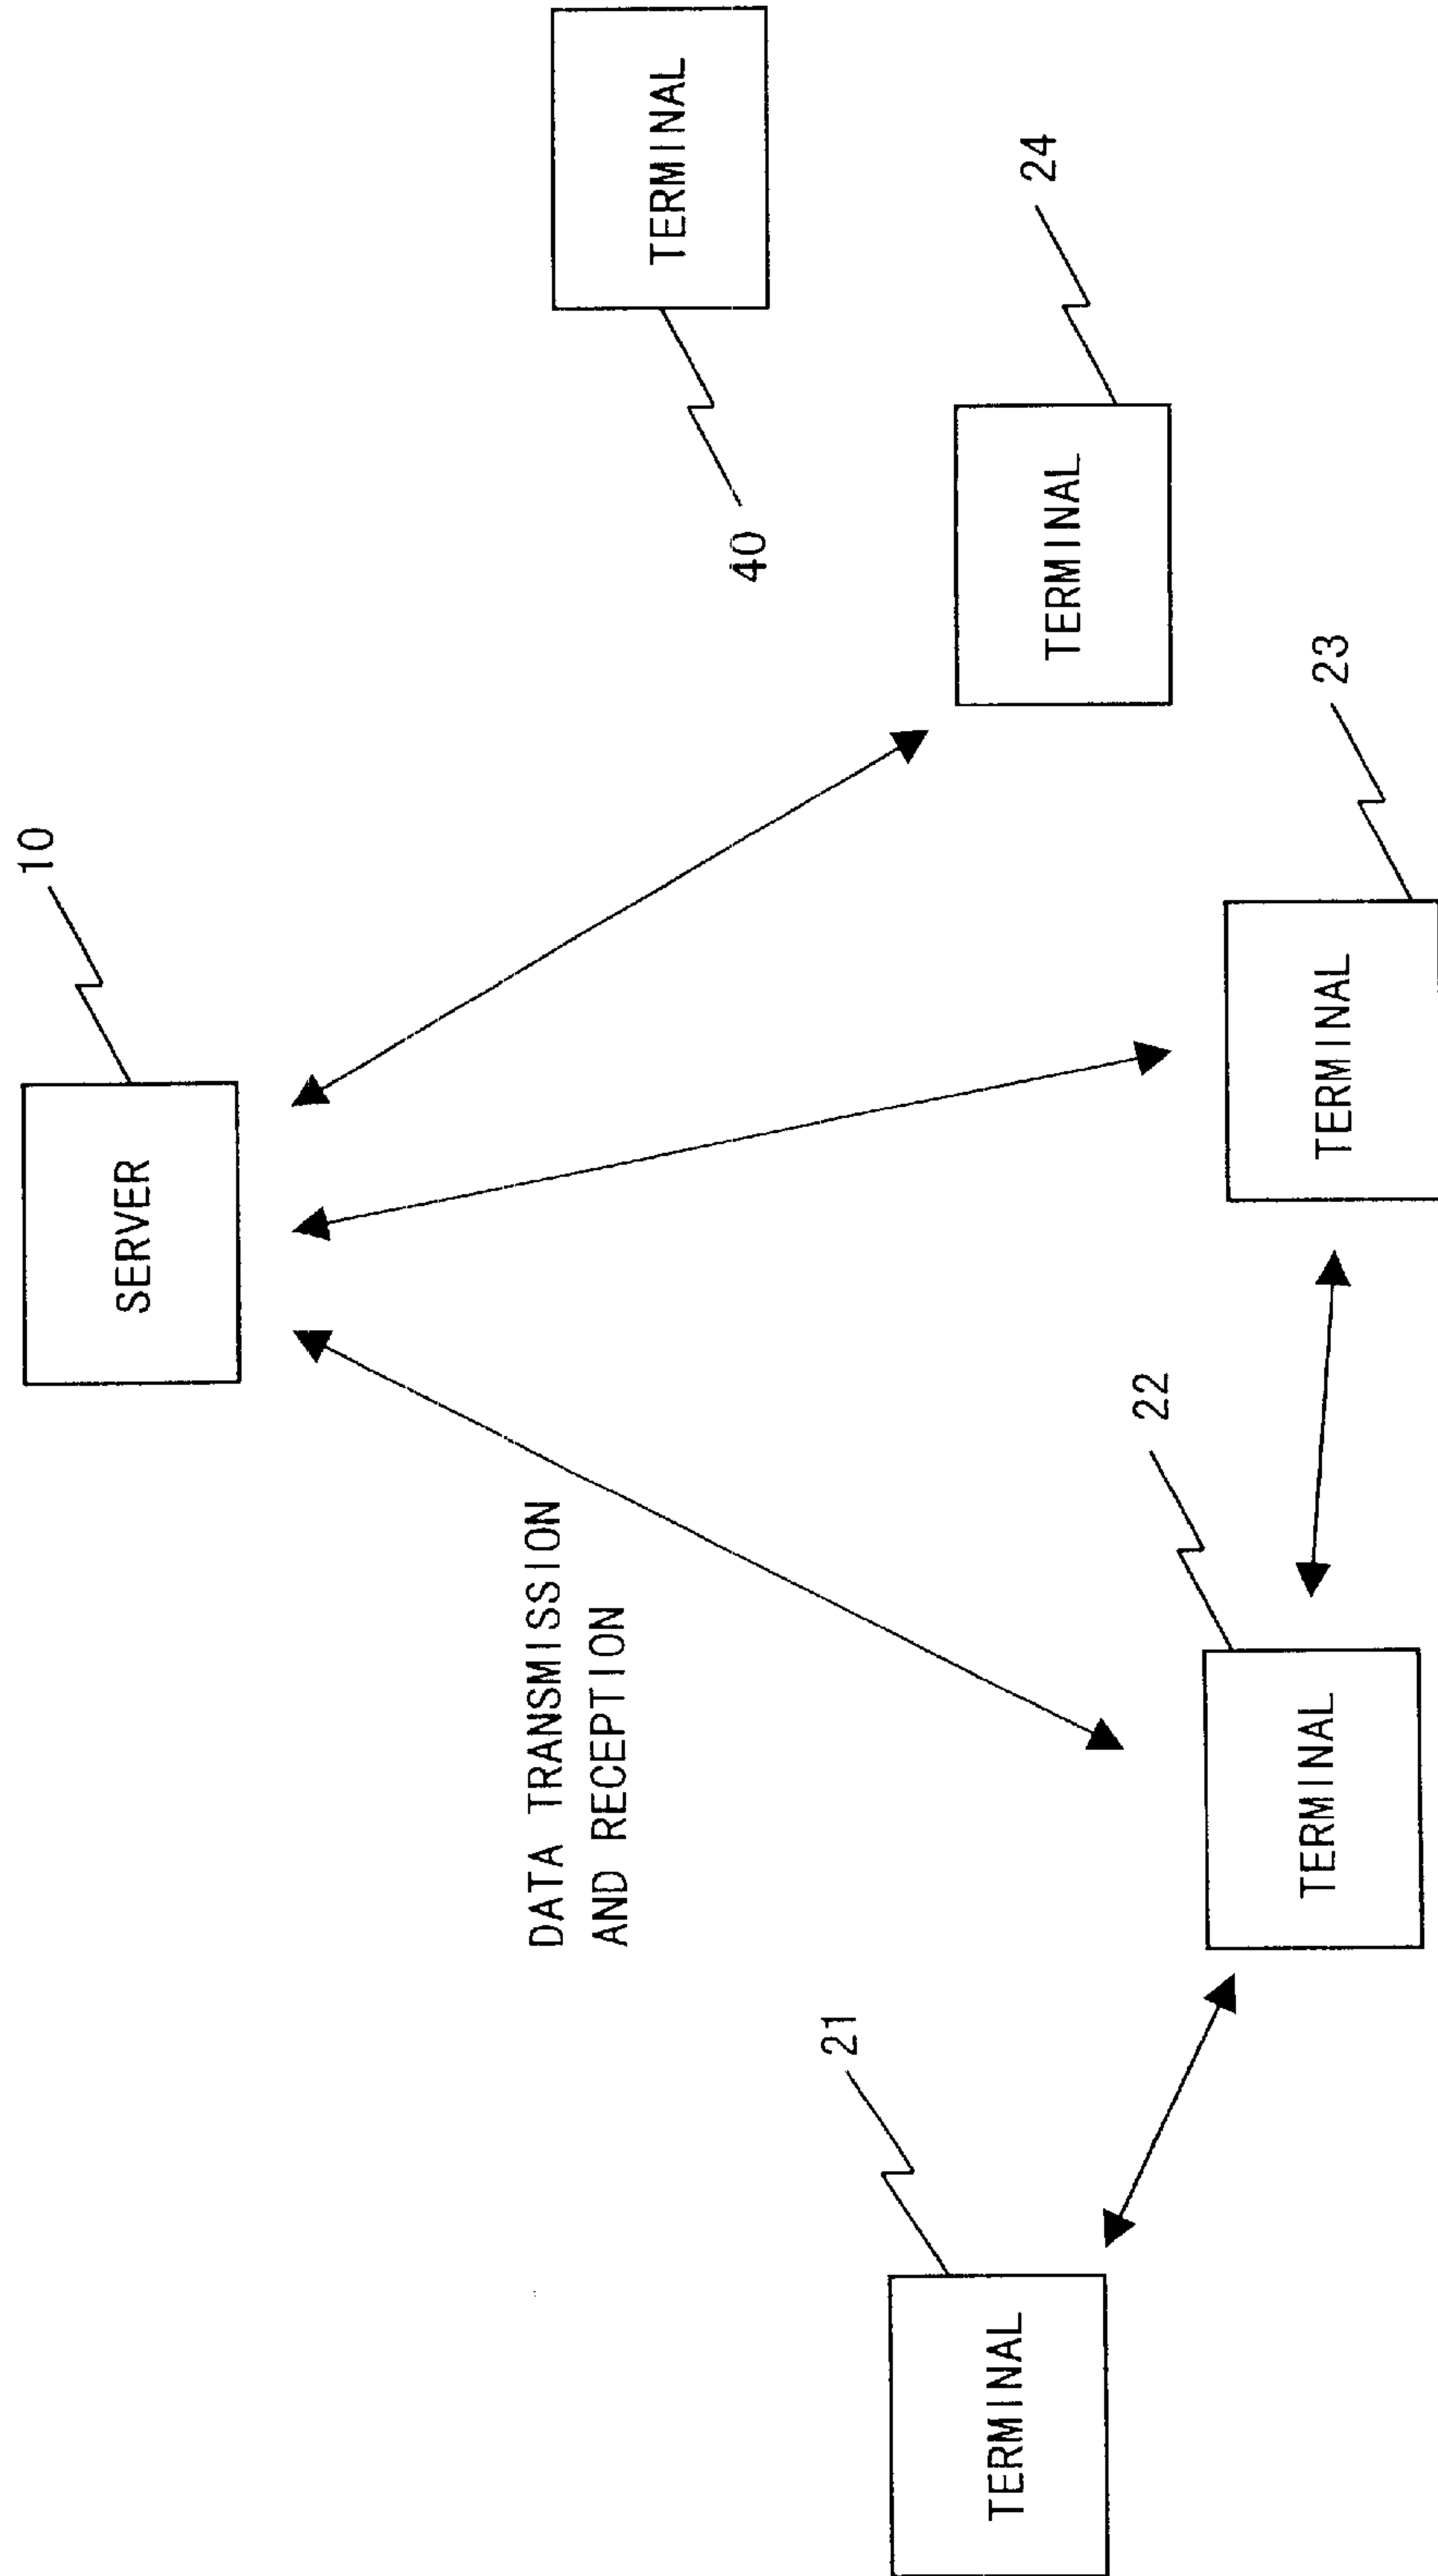 10
SERVER
DATA TRANSMISSION
AND RECEPTION
TERMINAL
40
21
TERMINAL
22
TERMINAL
23
TERMINAL
24
TERMINAL